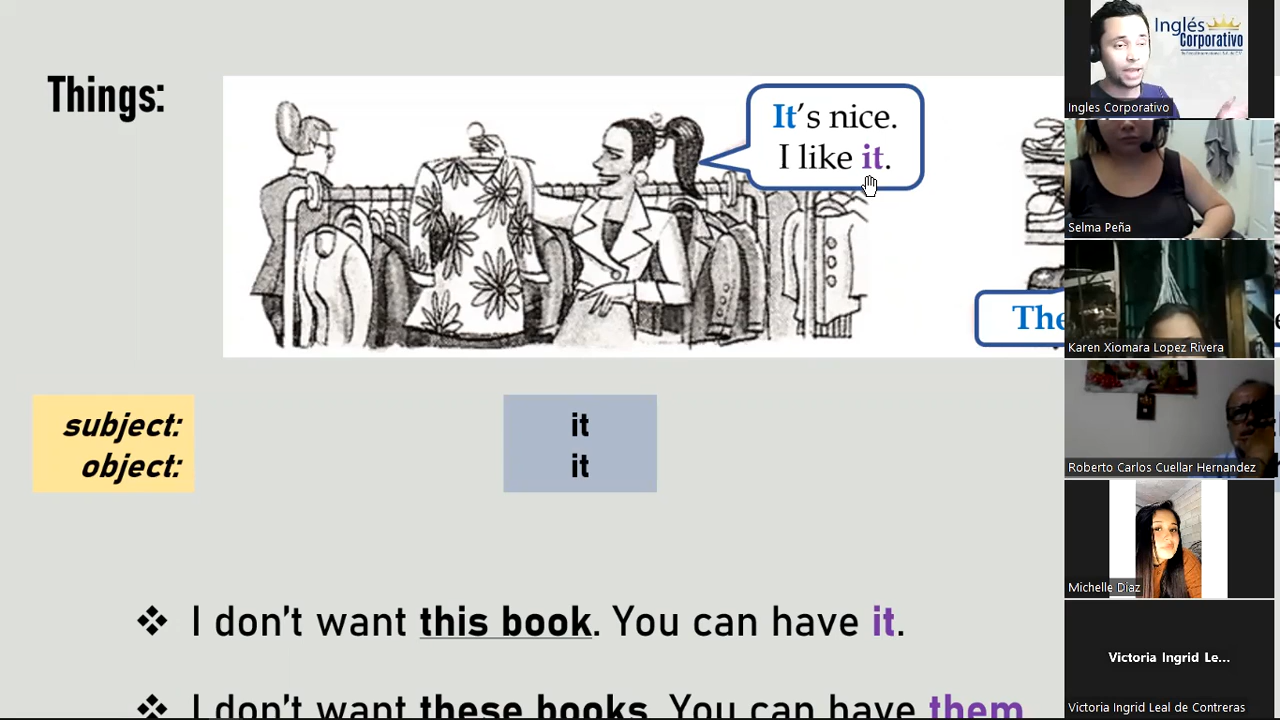 Things:
It's nice.
I like it.
The
subject:
object:
it
it
❖ I don't want this book. You can have it.
❖ I don't want these books. You can have them
Inglés
Corporativo
Ingles Corporativo
Selma Peña
Karen Xiomara Lopez Rivera
Roberto Carlos Cuellar Hernandez
Michelle Diaz
Victoria Ingrid Le...
Victoria Ingrid Leal de Contreras